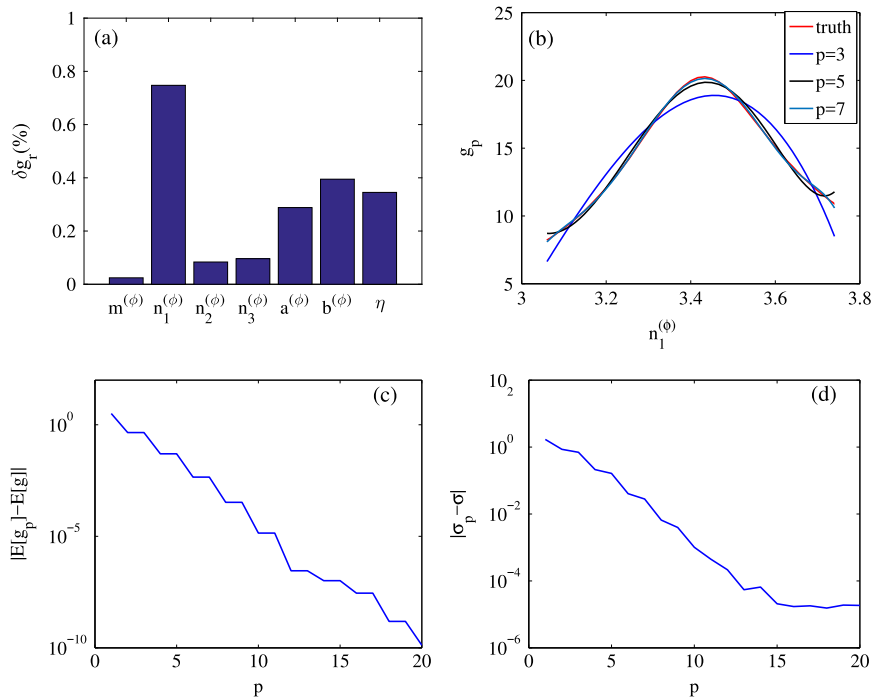 (a)
δg_r(%)
1
0.8
0.6
0.4
0.2
0
m^(ϕ) n_1^(ϕ) n_2^(ϕ) n_3^(ϕ) a^(ϕ) b^(ϕ) η
(b)
truth
p=3
p=5
p=7
g_p
25
20
15
10
5
3 3.2 3.4 3.6 3.8
n_1^(ϕ)
(c)
|E[g_p]−E[g]|
10^0
10^−5
10^−10
0 5 10 15 20
p
(d)
|σ_p−σ|
10^2
10^0
10^−2
10^−4
10^−6
0 5 10 15 20
p